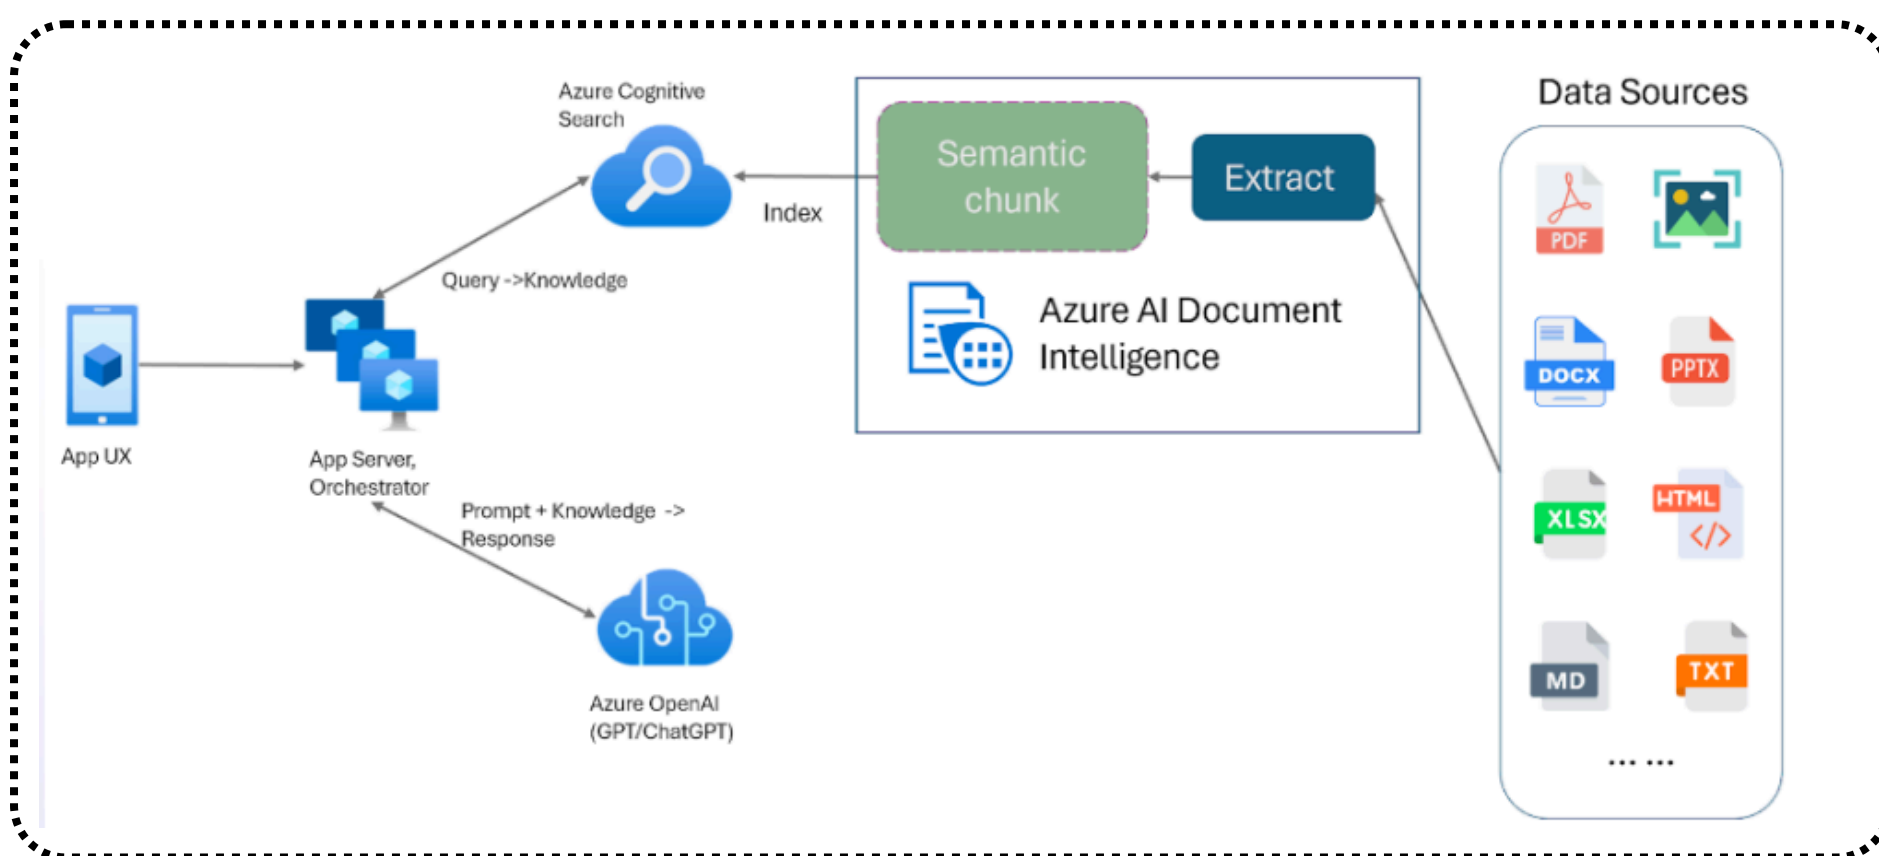 Azure Cognitive
Search
Semantic
chunk
Extract
Index
Query ->Knowledge
Azure AI Document
Intelligence
App UX
App Server,
Orchestrator
Prompt + Knowledge ->
Response
Azure OpenAI
(GPT/ChatGPT)
Data Sources
PDF
DOCX
PPTX
XLSX
HTML
</>
MD
TXT
... ...